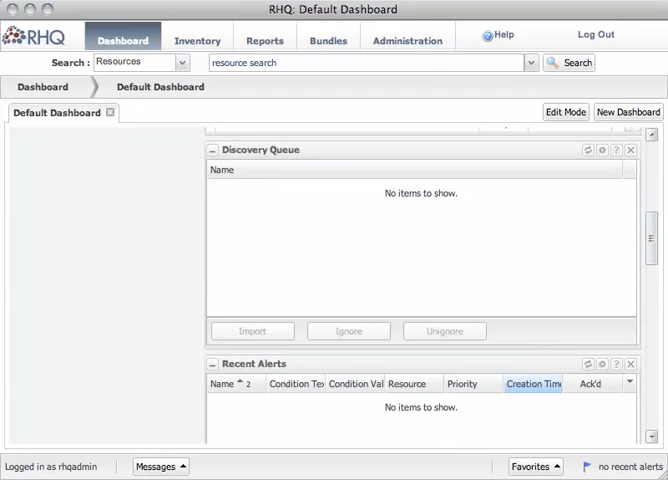 RHQ: Default Dashboard
RHQ Dashboard Inventory Reports Bundles Administration Help Log Out
Search : Resources resource search Search
Dashboard Default Dashboard
Default Dashboard Edit Mode New Dashboard
Discovery Queue
Name
No items to show.
Import Ignore Unignore
Recent Alerts
Name 2 Condition Tex Condition Val Resource Priority Creation Time Ack'd
No items to show.
Logged in as rhqadmin Messages Favorites no recent alerts